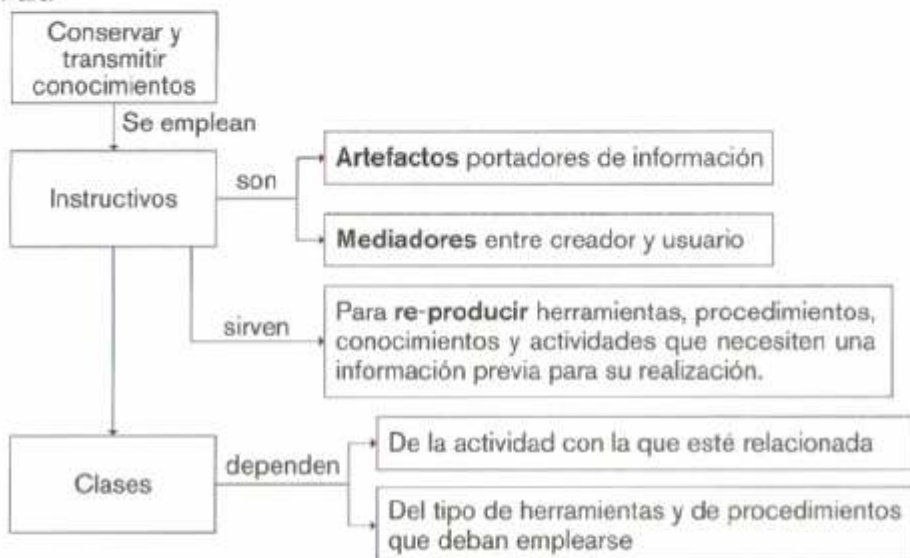 Conservar y
transmitir
conocimientos
Se emplean
Instructivos
son
Artefactos portadores de información
Mediadores entre creador y usuario
sirven
Para re-producir herramientas, procedimientos,
conocimientos y actividades que necesiten una
información previa para su realización.
Clases
dependen
De la actividad con la que esté relacionada
Del tipo de herramientas y de procedimientos
que deban emplearse